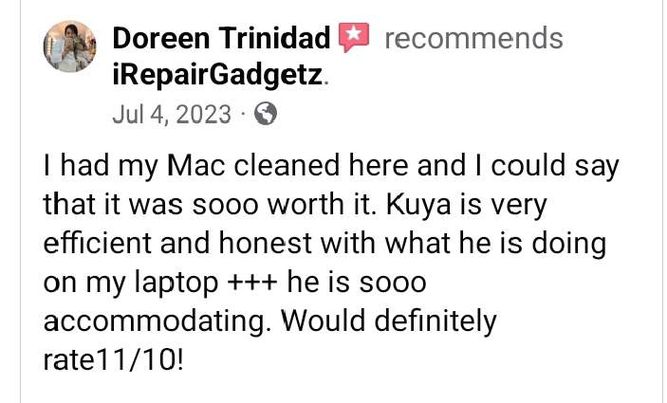 Doreen Trinidad recommends
iRepairGadgetz.
Jul 4, 2023 ·
I had my Mac cleaned here and I could say
that it was sooo worth it. Kuya is very
efficient and honest with what he is doing
on my laptop +++ he is sooo
accommodating. Would definitely
rate11/10!